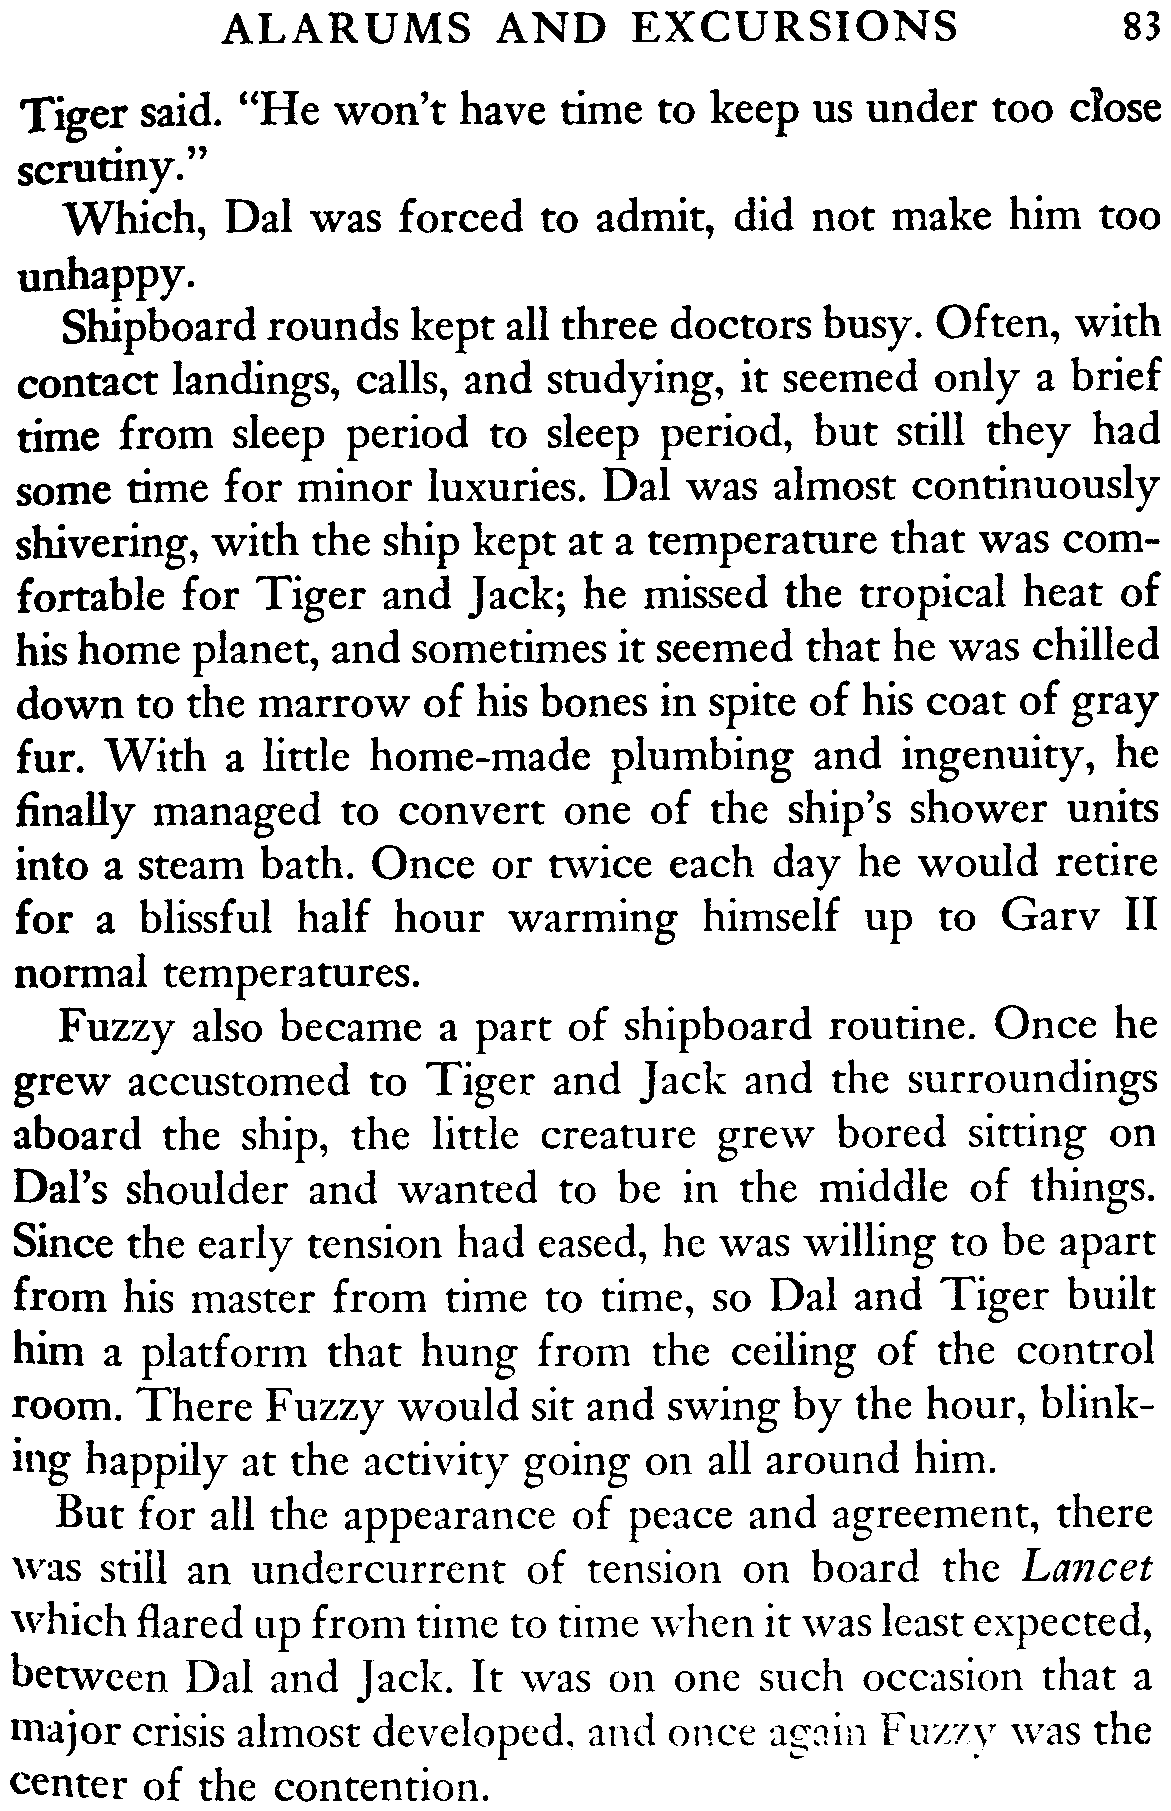 ALARUMS AND EXCURSIONS 83
Tiger said. “He won’t have time to keep us under too close
scrutiny.”
Which, Dal was forced to admit, did not make him too
unhappy.
Shipboard rounds kept all three doctors busy. Often, with
contact landings, calls, and studying, it seemed only a brief
time from sleep period to sleep period, but still they had
some time for minor luxuries. Dal was almost continuously
shivering, with the ship kept at a temperature that was com-
fortable for Tiger and Jack; he missed the tropical heat of
his home planet, and sometimes it seemed that he was chilled
down to the marrow of his bones in spite of his coat of gray
fur. With a little home-made plumbing and ingenuity, he
finally managed to convert one of the ship’s shower units
into a steam bath. Once or twice each day he would retire
for a blissful half hour warming himself up to Garv II
normal temperatures.
Fuzzy also became a part of shipboard routine. Once he
grew accustomed to Tiger and Jack and the surroundings
aboard the ship, the little creature grew bored sitting on
Dal’s shoulder and wanted to be in the middle of things.
Since the early tension had eased, he was willing to be apart
from his master from time to time, so Dal and Tiger built
him a platform that hung from the ceiling of the control
room. There Fuzzy would sit and swing by the hour, blink-
ing happily at the activity going on all around him.
But for all the appearance of peace and agreement, there
was still an undercurrent of tension on board the Lancet
which flared up from time to time when it was least expected,
between Dal and Jack. It was on one such occasion that a
major crisis almost developed, and once again Fuzzy was the
center of the contention.